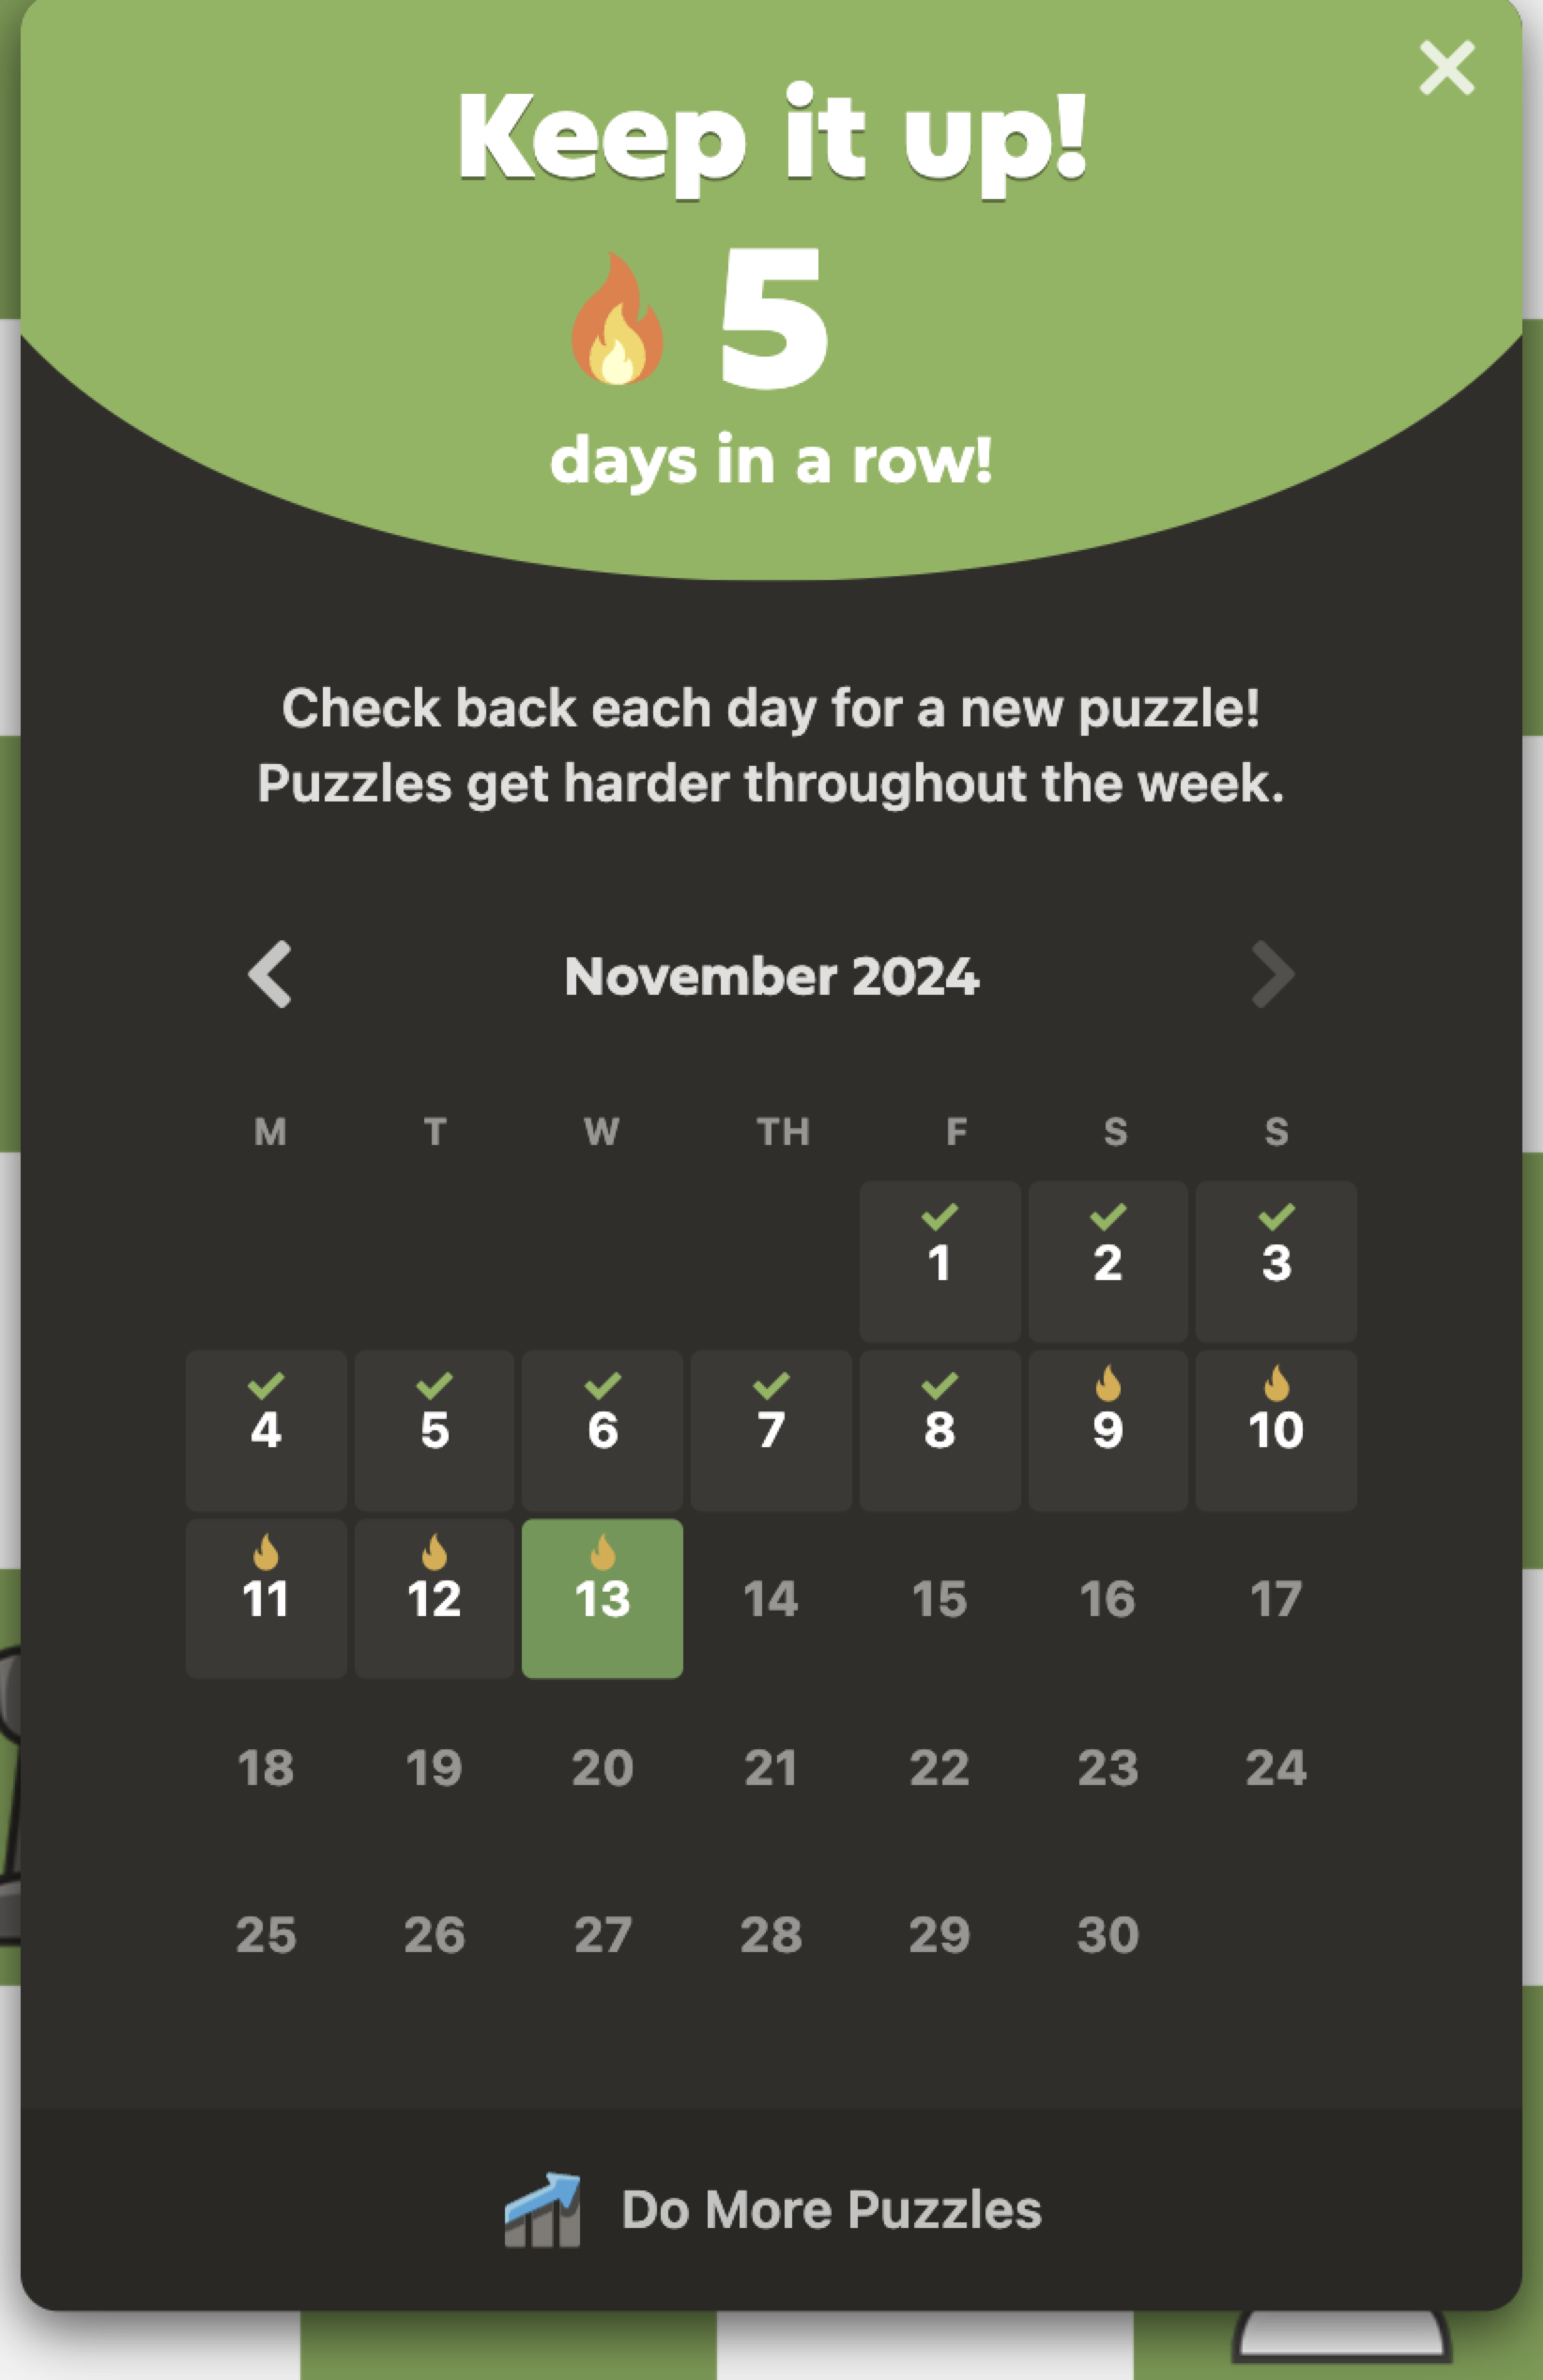 Keep it up!
5
days in a row!
Check back each day for a new puzzle!
Puzzles get harder throughout the week.
November 2024
M T W TH F S S
1 2 3
4 5 6 7 8 9 10
11 12 13 14 15 16 17
18 19 20 21 22 23 24
25 26 27 28 29 30
Do More Puzzles